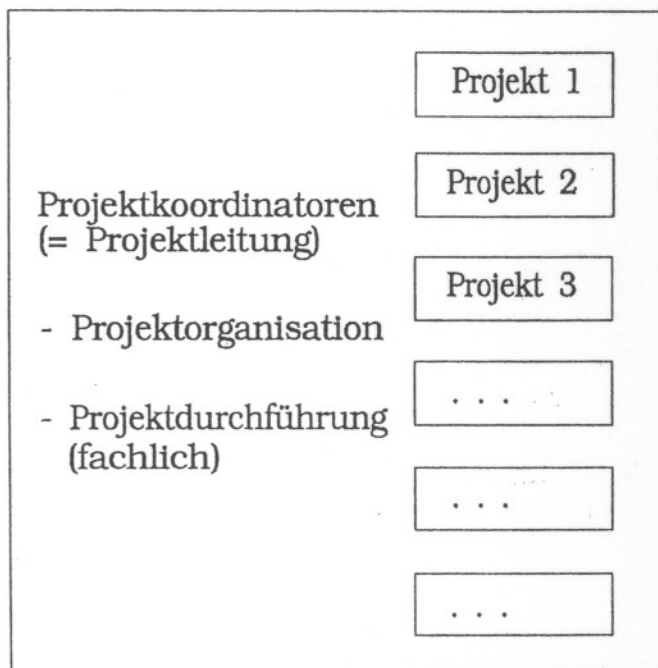 Projekt 1
Projekt 2
Projektkoordinatoren
(= Projektleitung)
Projekt 3
- Projektorganisation
- Projektdurchführung
(fachlich)
. . .
. . .
. . .